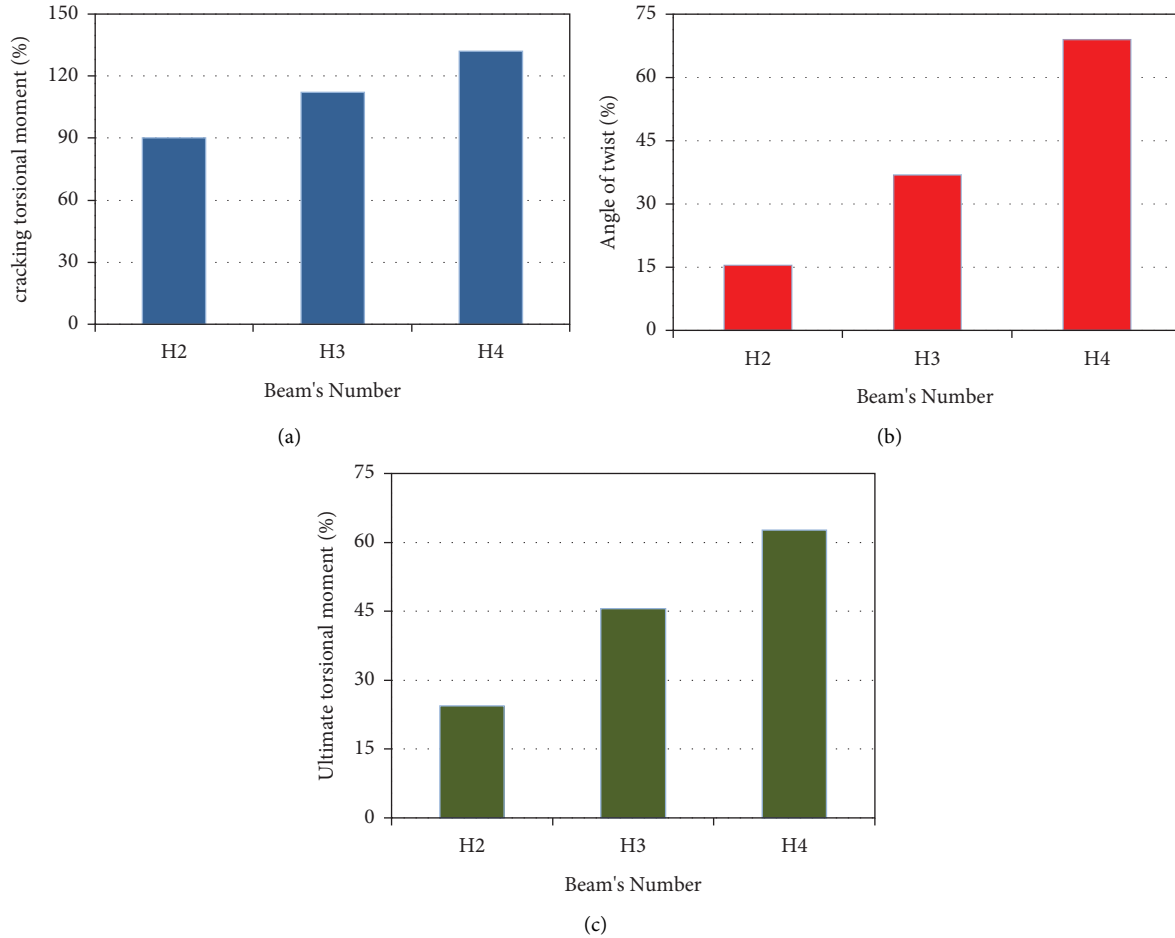 cracking torsional moment (%)
150
120
90
60
30
0
H2
H3
H4
Beam's Number
(a)
Angle of twist (%)
75
60
45
30
15
0
H2
H3
H4
Beam's Number
(b)
Ultimate torsional moment (%)
75
60
45
30
15
0
H2
H3
H4
Beam's Number
(c)